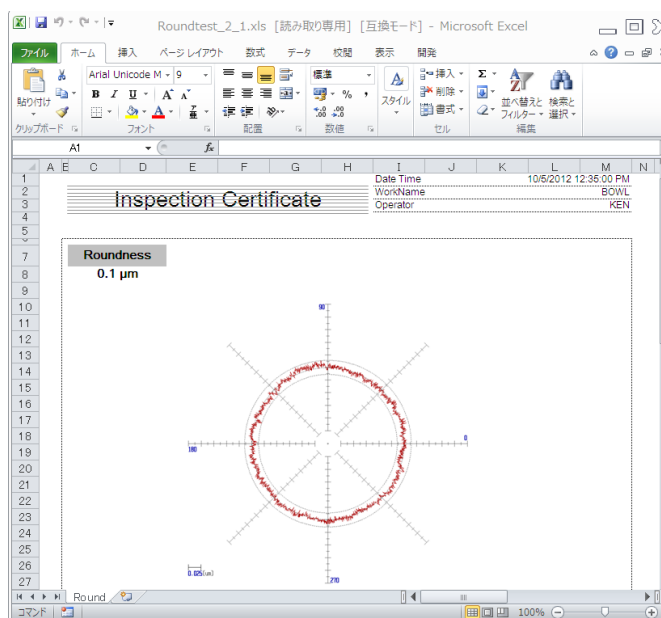 Roundtest_2_1.xls [読み取り専用] [互換モード] - Microsoft Excel
ファイル ホーム 挿入 ページ レイアウト 数式 データ 校閲 表示 開発
Arial Unicode M 9 標準 挿入 Σ
貼り付け B I U A A A % , スタイル 削除 並べ替えと 検索と
書式 フィルター 選択
クリップボード フォント 配置 数値 セル 編集
A1 fx
A B C D E F G H I J K L M N
1 Date Time 10/5/2012 12:35:00 PM
2 Inspection Certificate WorkName BOWL
3 Operator KEN
4
5
7 Roundness
8 0.1 μm
9
10 90
11
12
13
14
15
16
17
18 0
19 180
20
21
22
23
24
25
26 0.025(um)
27 270
Round
コマンド 100%